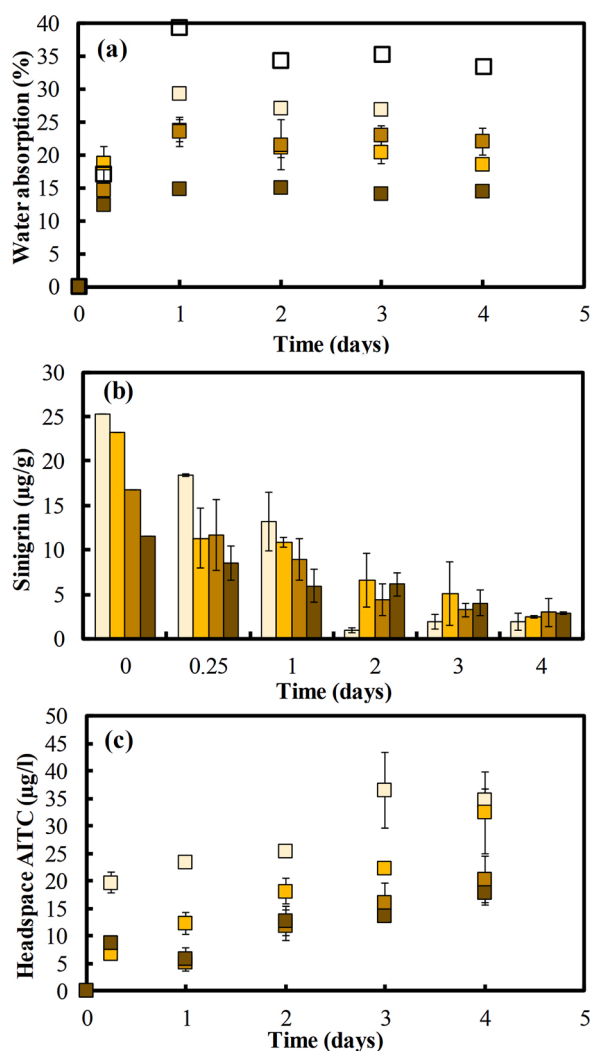 (a)
Water absorption (%)
40
35
30
25
20
15
10
5
0
0 1 2 3 4 5
Time (days)
(b)
Sinigrin (µg/g)
30
25
20
15
10
5
0
0 0.25 1 2 3 4
Time (days)
(c)
Headspace AITC (µg/l)
50
45
40
35
30
25
20
15
10
5
0
0 1 2 3 4 5
Time (days)